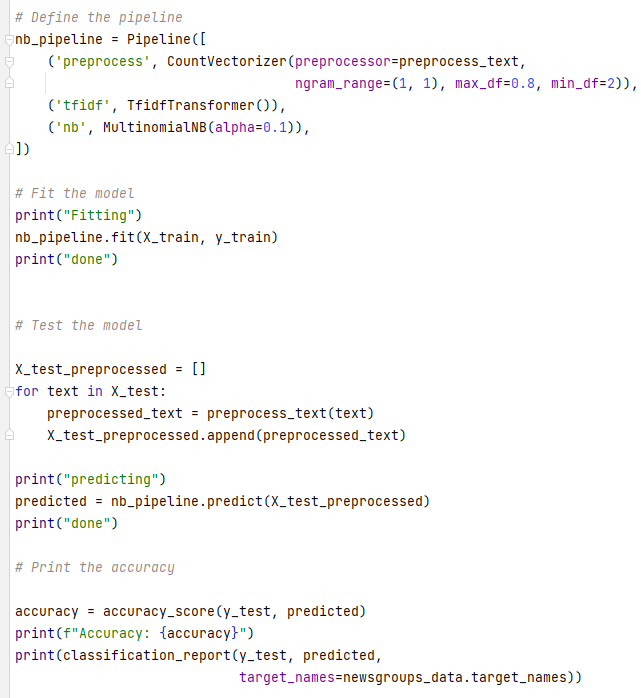 # Define the pipeline
nb_pipeline = Pipeline([
    ('preprocess', CountVectorizer(preprocessor=preprocess_text,
                                   ngram_range=(1, 1), max_df=0.8, min_df=2)),
    ('tfidf', TfidfTransformer()),
    ('nb', MultinomialNB(alpha=0.1)),
])

# Fit the model
print("Fitting")
nb_pipeline.fit(X_train, y_train)
print("done")


# Test the model

X_test_preprocessed = []
for text in X_test:
    preprocessed_text = preprocess_text(text)
    X_test_preprocessed.append(preprocessed_text)

print("predicting")
predicted = nb_pipeline.predict(X_test_preprocessed)
print("done")

# Print the accuracy

accuracy = accuracy_score(y_test, predicted)
print(f"Accuracy: {accuracy}")
print(classification_report(y_test, predicted,
                            target_names=newsgroups_data.target_names))